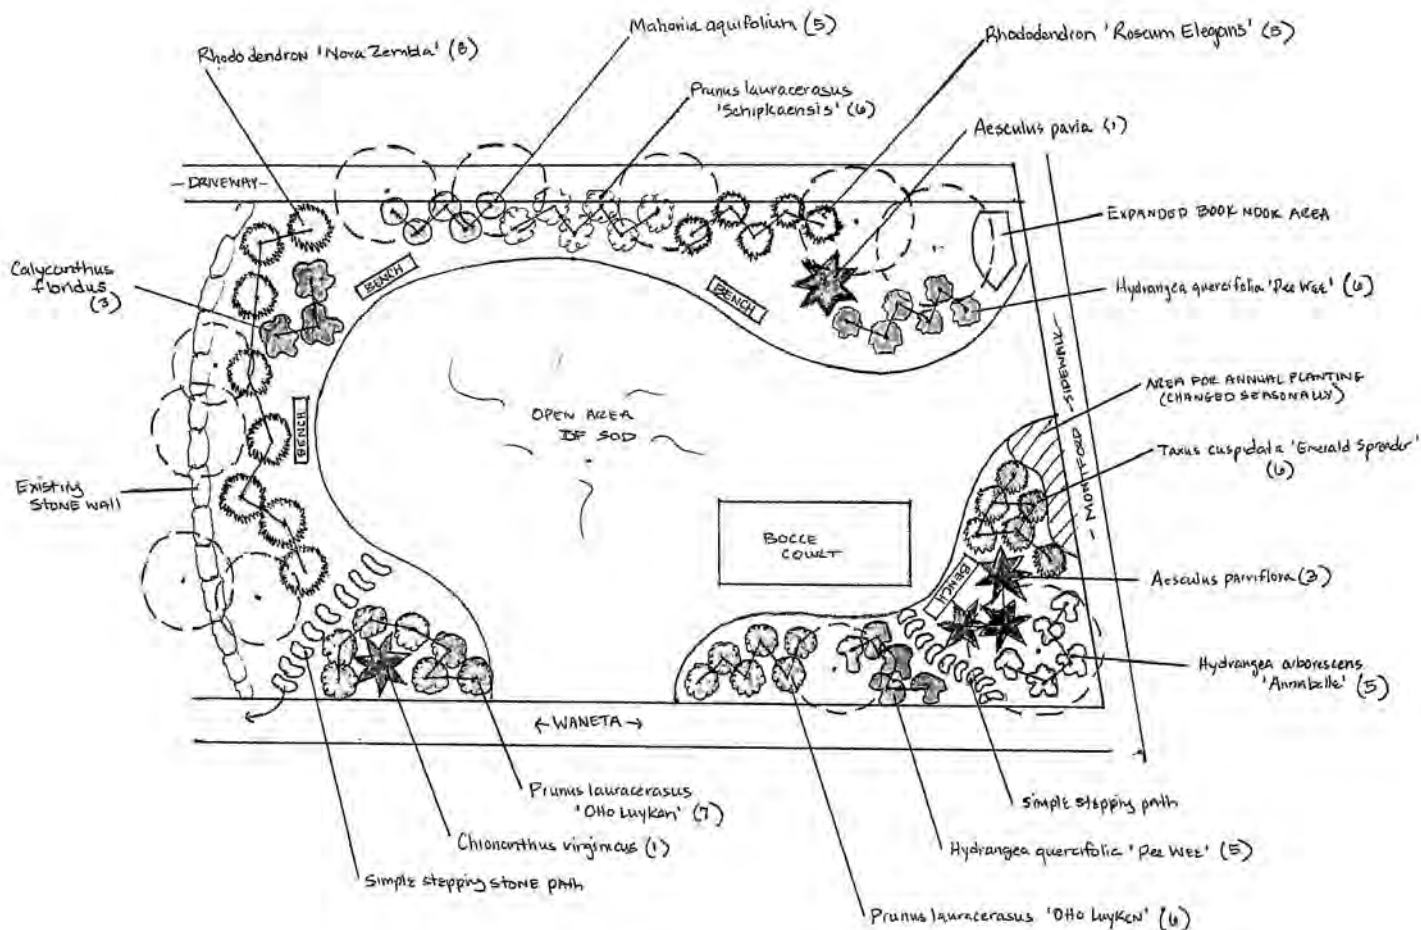 Mahonia aquifolium (5)
Rhododendron 'Nova Zembla' (8)
Rhododendron 'Roseum Elegans' (5)
Prunus lauracerasus
'Schipkaensis' (6)
Aesculus pavia (1)
- DRIVEWAY -
EXPANDED BOOK NOOK AREA
Calycanthus
floridus
(3)
BENCH
BENCH
Hydrangea quercifolia 'Pee Wee' (6)
SIDEWALL -
AREA FOR ANNUAL PLANTING
(CHANGED SEASONALLY)
OPEN AREA
OF SOD
BENCH
Taxus cuspidata 'Emerald Spreader'
(6)
- MONTFORD -
Existing
STONE WALL
BOCCE
COURT
BENCH
Aesculus parviflora (3)
Hydrangea arborescens
'Annabelle' (5)
← WANETA →
Prunus lauracerasus
'Otto Luyken' (7)
Simple stepping path
Chionanthus virginicus (1)
Hydrangea quercifolia 'Pee Wee' (5)
Simple stepping STONE path
Prunus lauracerasus 'Otto Luyken' (6)